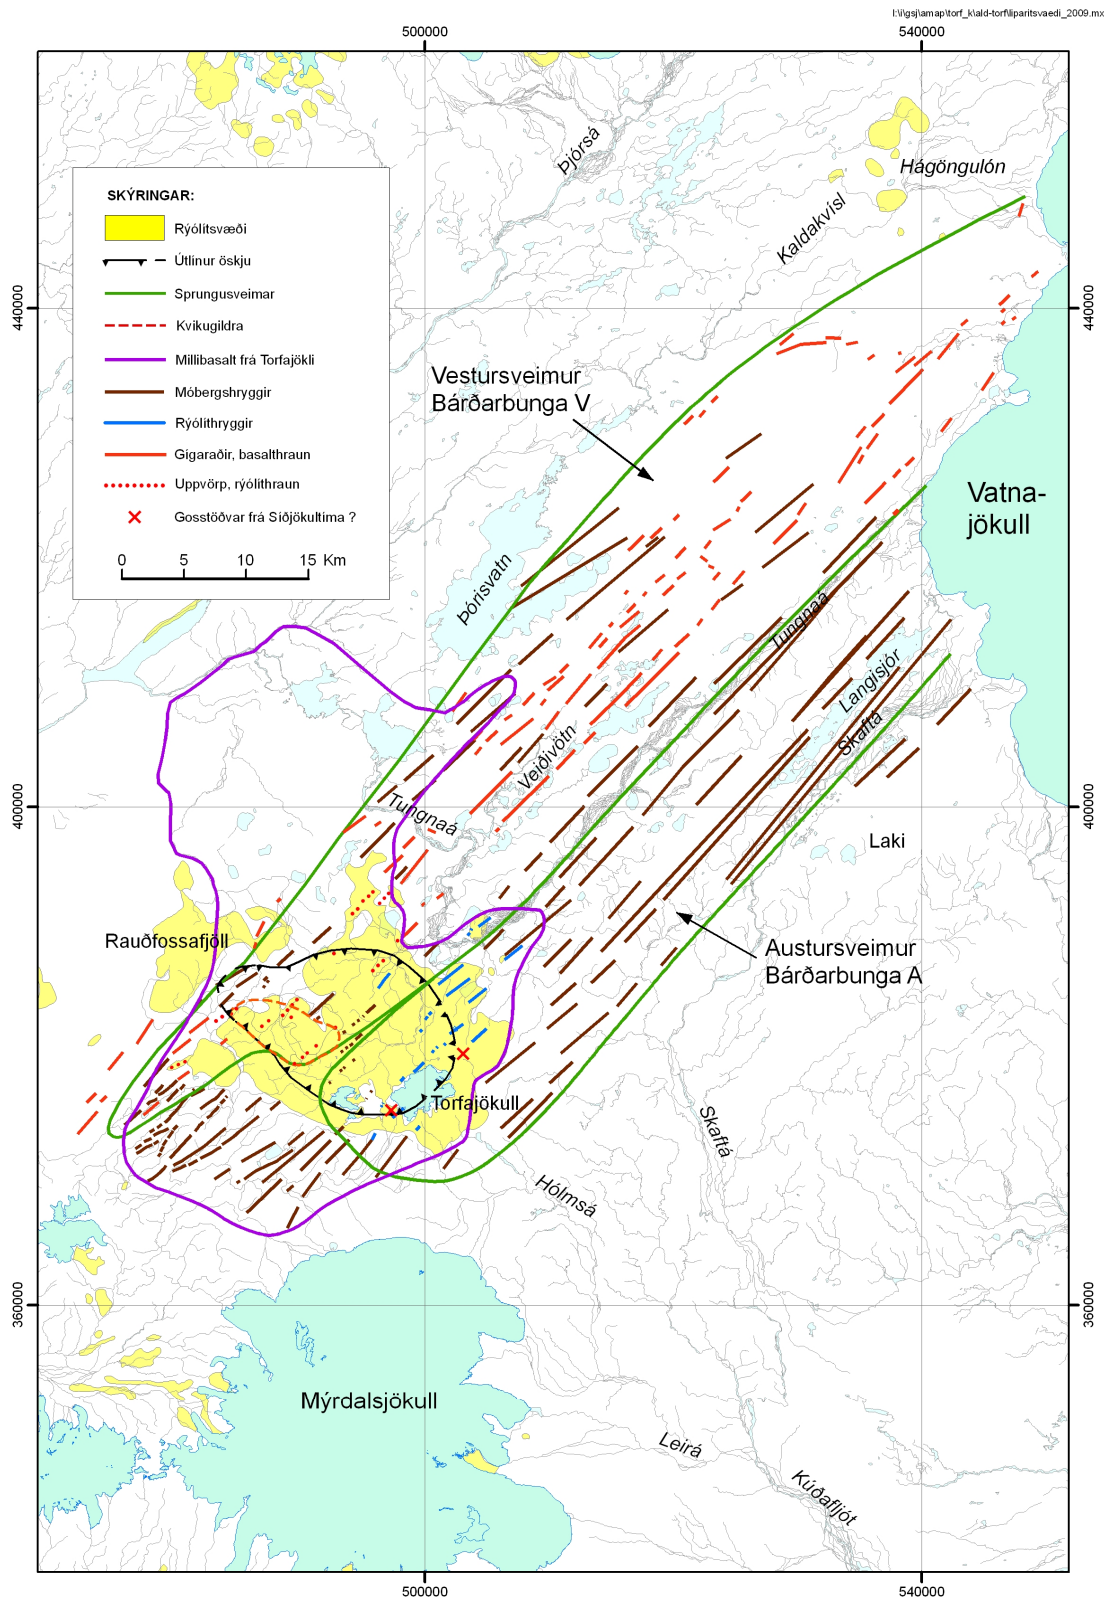 l:\i\gsj\amap\torf_k\ald-torf\liparitsvaedi_2009.mx
500000
540000
Þjórsá
Hágöngulón
Kaldakvísl
SKÝRINGAR:
Rýólitsvæði
Útlínur öskju
Sprungusveimar
Kvikugildra
Millibasalt frá Torfajökli
Móbergshryggir
Rýólithryggir
Gígaraðir, basalthraun
Uppvörp, rýólíthraun
Gosstöðvar frá Síðjökultíma ?
0 5 10 15 Km
440000
440000
Vestursveimur
Bárðarbunga V
Vatna-
jökull
Þórisvatn
Tungnaá
Langisjór
Skaftá
Veiðivötn
Tungnaá
400000
400000
Laki
Rauðfossafjöll
Austursveimur
Bárðarbunga A
Torfajökull
Skaftá
Hólmsá
360000
360000
Mýrdalsjökull
Leirá
Kúðafljót
500000
540000